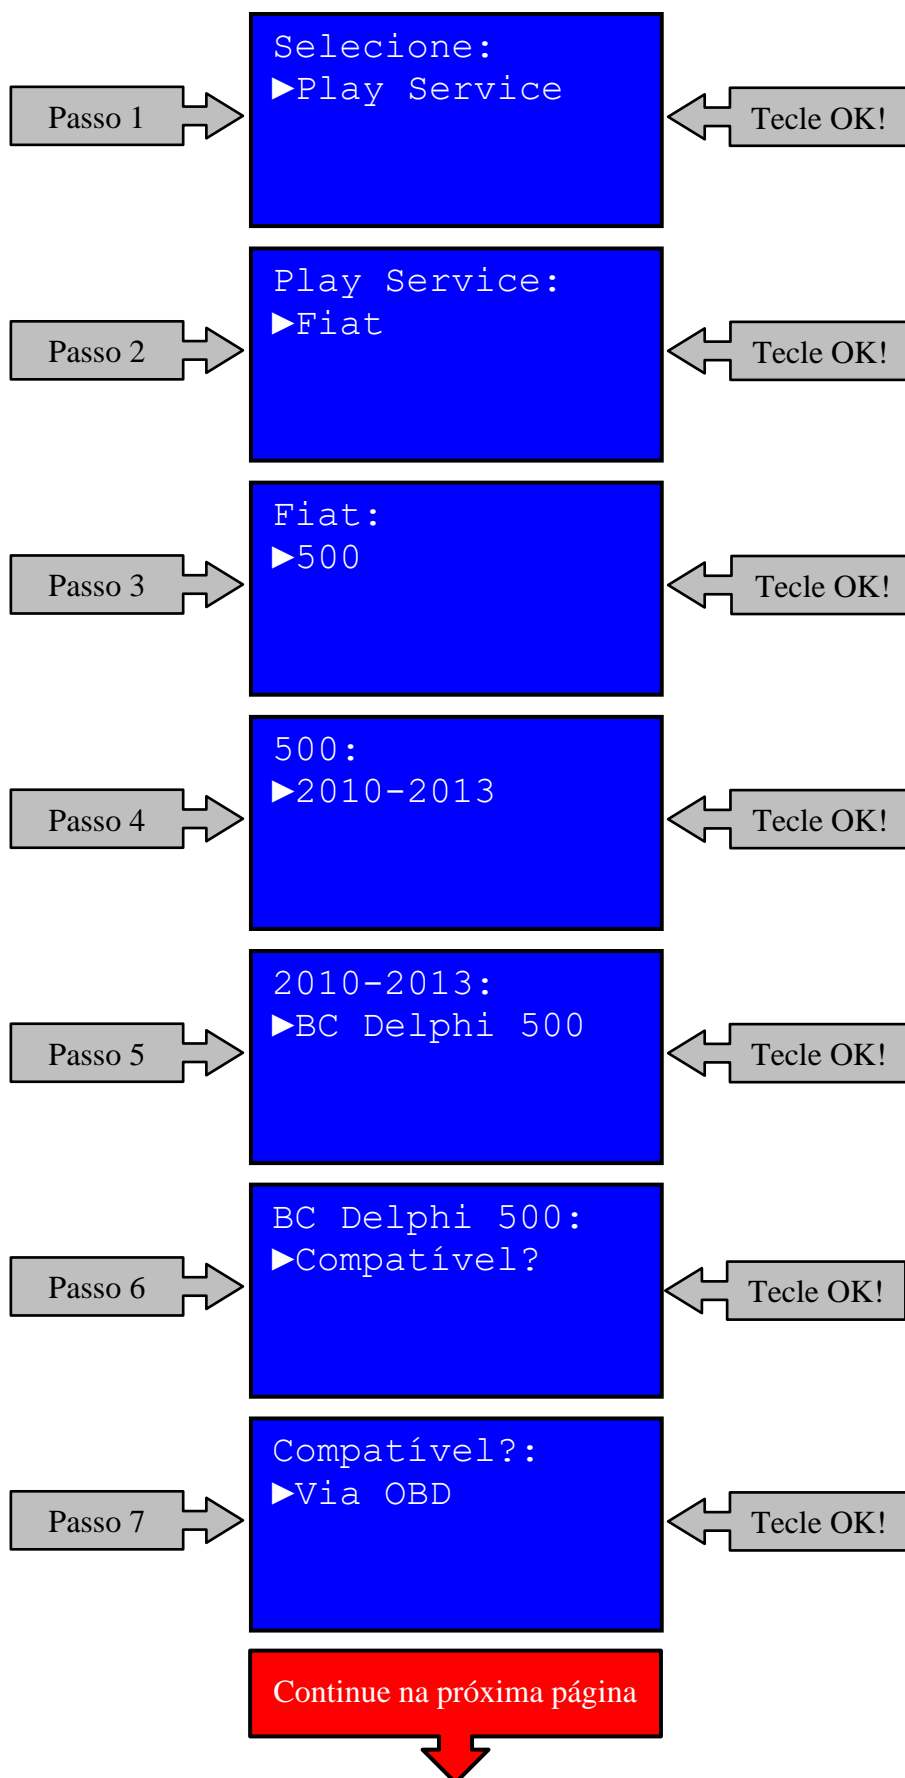 Selecione:
►Play Service
Passo 1
Tecle OK!
Play Service:
►Fiat
Passo 2
Tecle OK!
Fiat:
►500
Passo 3
Tecle OK!
500:
►2010-2013
Passo 4
Tecle OK!
2010-2013:
►BC Delphi 500
Passo 5
Tecle OK!
BC Delphi 500:
►Compatível?
Passo 6
Tecle OK!
Compatível?:
►Via OBD
Passo 7
Tecle OK!
Continue na próxima página